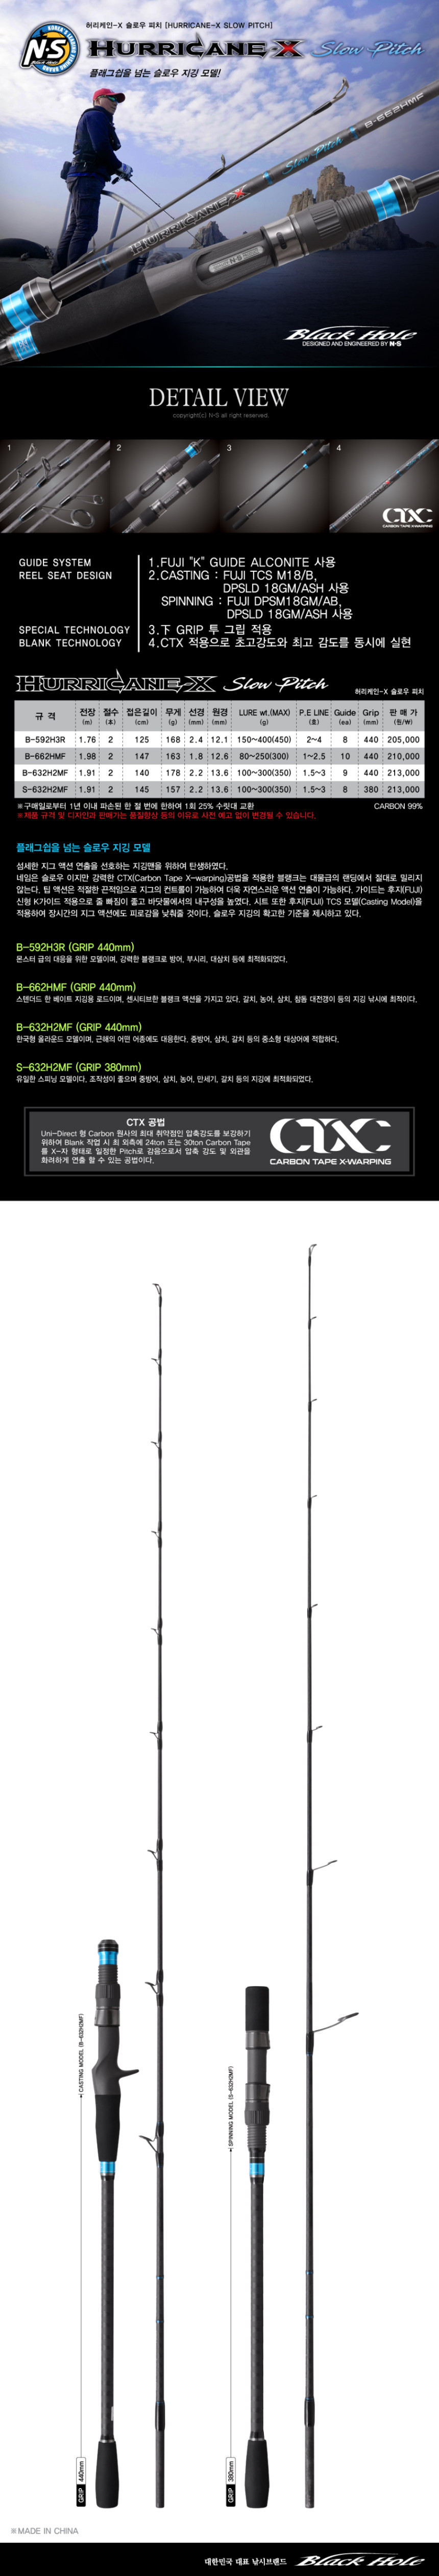 허리케인-X 슬로우 피치 [HURRICANE-X SLOW PITCH]
N·S
HURRICANE X Slow Pitch
플래그쉽을 넘는 슬로우 지깅 모델!
HURRICANE X Slow Pitch B-662HMF
N·S
Black Hole
DESIGNED AND ENGINEERED BY N·S
DETAIL VIEW
copyright(c) N·S all right reserved.
1
2
3
4
CTX
CARBON TAPE X-WARPING
GUIDE SYSTEM
1.FUJI "K" GUIDE ALCONITE 사용
REEL SEAT DESIGN
2.CASTING : FUJI TCS M18/B,
DPSLD 18GM/ASH 사용
SPINNING : FUJI DPSM18GM/AB,
DPSLD 18GM/ASH 사용
SPECIAL TECHNOLOGY
3.下 GRIP 투 그립 적용
BLANK TECHNOLOGY
4.CTX 적용으로 초고강도와 최고 감도를 동시에 실현
HURRICANE X Slow Pitch
허리케인-X 슬로우 피치
규 격 전장 (m) 절수 (本) 접은길이 (cm) 무게 (g) 선경 (mm) 원경 (mm) LURE wt.(MAX) (g) P.E LINE (호) Guide (ea) Grip (mm) 판 매 가 (원/₩)
B-592H3R 1.76 2 125 168 2.4 12.1 150~400(450) 2~4 8 440 205,000
B-662HMF 1.98 2 147 163 1.8 12.6 80~250(300) 1~2.5 10 440 210,000
B-632H2MF 1.91 2 140 178 2.2 13.6 100~300(350) 1.5~3 9 440 213,000
S-632H2MF 1.91 2 145 157 2.2 13.6 100~300(350) 1.5~3 8 380 213,000
※구매일로부터 1년 이내 파손된 한 절 번에 한하여 1회 25% 수릿대 교환
CARBON 99%
※제품 규격 및 디자인과 판매가는 품질향상 등의 이유로 사전 예고 없이 변경될 수 있습니다.
플래그쉽을 넘는 슬로우 지깅 모델
섬세한 지그 액션 연출을 선호하는 지깅맨을 위하여 탄생하였다.
네임은 슬로우 이지만 강력한 CTX(Carbon Tape X-warping)공법을 적용한 블랭크는 대물급의 랜딩에서 절대로 밀리지
않는다. 팁 액션은 적절한 끈적임으로 지그의 컨트롤이 가능하여 더욱 자연스러운 액션 연출이 가능하다. 가이드는 후지(FUJI)
신형 K가이드 적용으로 줄 빠짐이 좋고 바닷물에서의 내구성을 높였다. 시트 또한 후지(FUJI) TCS 모델(Casting Model)을
적용하여 장시간의 지그 액션에도 피로감을 낮춰줄 것이다. 슬로우 지깅의 확고한 기준을 제시하고 있다.
B-592H3R (GRIP 440mm)
몬스터 급의 대응을 위한 모델이며, 강력한 블랭크로 방어, 부시리, 대삼치 등에 최적화되었다.
B-662HMF (GRIP 440mm)
스탠더드 한 베이트 지깅용 로드이며, 센시티브한 블랭크 액션을 가지고 있다. 갈치, 농어, 삼치, 참돔 대전갱이 등의 지깅 낚시에 최적이다.
B-632H2MF (GRIP 440mm)
한국형 올라운드 모델이며, 근해의 어떤 어종에도 대응한다. 중방어, 삼치, 갈치 등의 중소형 대상어에 적합하다.
S-632H2MF (GRIP 380mm)
유일한 스피닝 모델이다. 조작성이 좋으며 중방어, 삼치, 농어, 만세기, 갈치 등의 지깅에 최적화되었다.
CTX 공법
Uni-Direct 형 Carbon 원사의 최대 취약점인 압축강도를 보강하기
위하여 Blank 작업 시 최 외측에 24ton 또는 30ton Carbon Tape
를 X-자 형태로 일정한 Pitch로 감음으로서 압축 강도 및 외관을
화려하게 연출 할 수 있는 공법이다.
CTX
CARBON TAPE X-WARPING
CASTING MODEL (B-632H2MF)
GRIP 440mm
SPINNING MODEL (S-632H2MF)
GRIP 380mm
※MADE IN CHINA
대한민국 대표 낚시브랜드 Black Hole